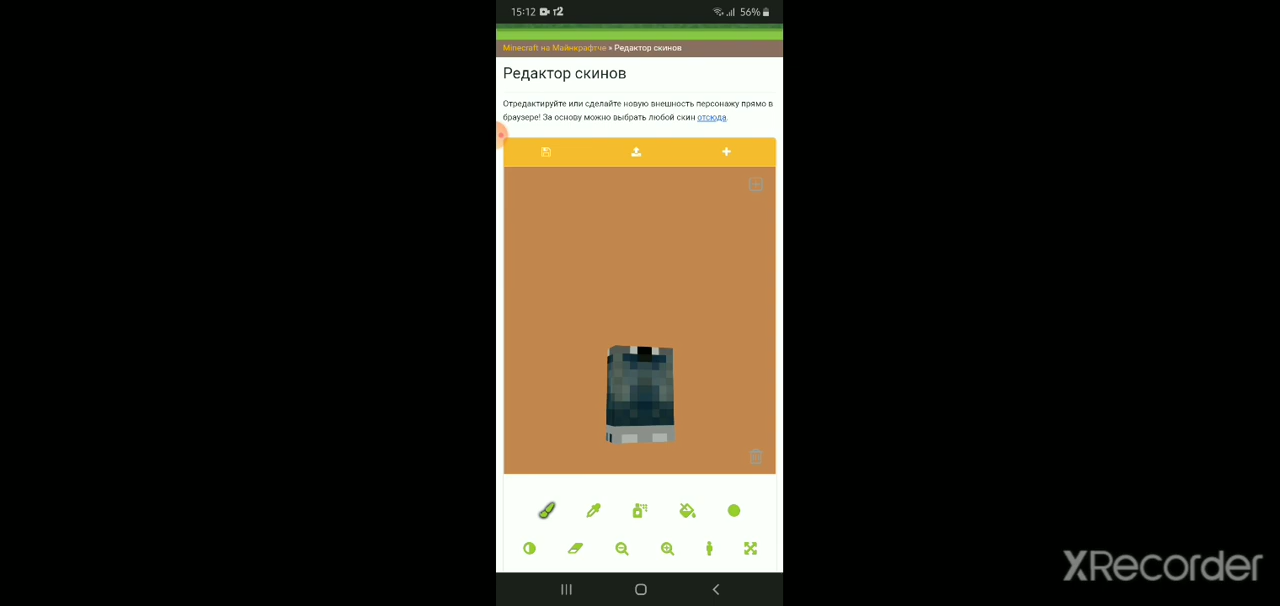 15:12 T2 56%
Minecraft на Майнкрафтче » Редактор скинов
Редактор скинов
Отредактируйте или сделайте новую внешность персонажу прямо в
браузере! За основу можно выбрать любой скин отсюда.
XRecorder